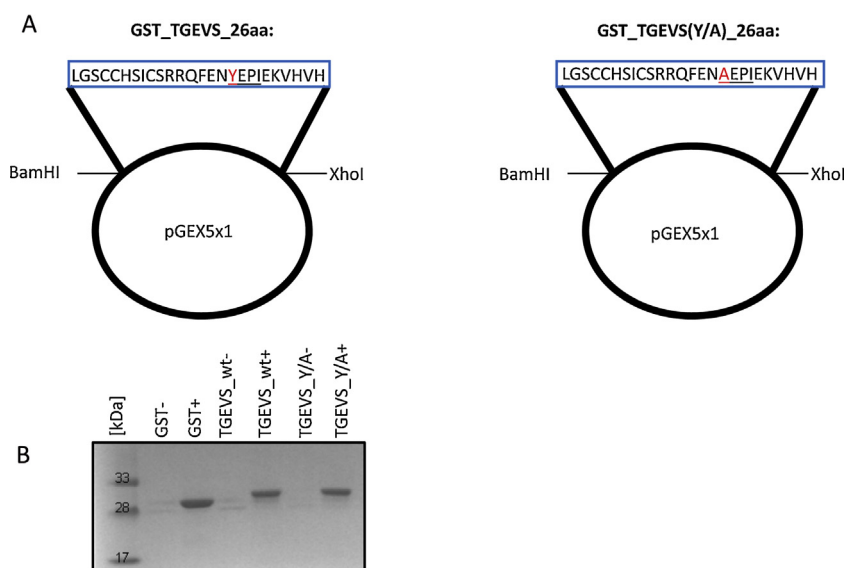 A
GST_TGEVS_26aa:
GST_TGEVS(Y/A)_26aa:
LGSCCHSICSRRQFENYEPIEKVHVH
LGSCCHSICSRRQFENAEPIEKVHVH
BamHI
XhoI
BamHI
XhoI
pGEX5x1
pGEX5x1
[kDa]
GST-
GST+
TGEVS_wt-
TGEVS_wt+
TGEVS_Y/A-
TGEVS_Y/A+
B
33
28
17